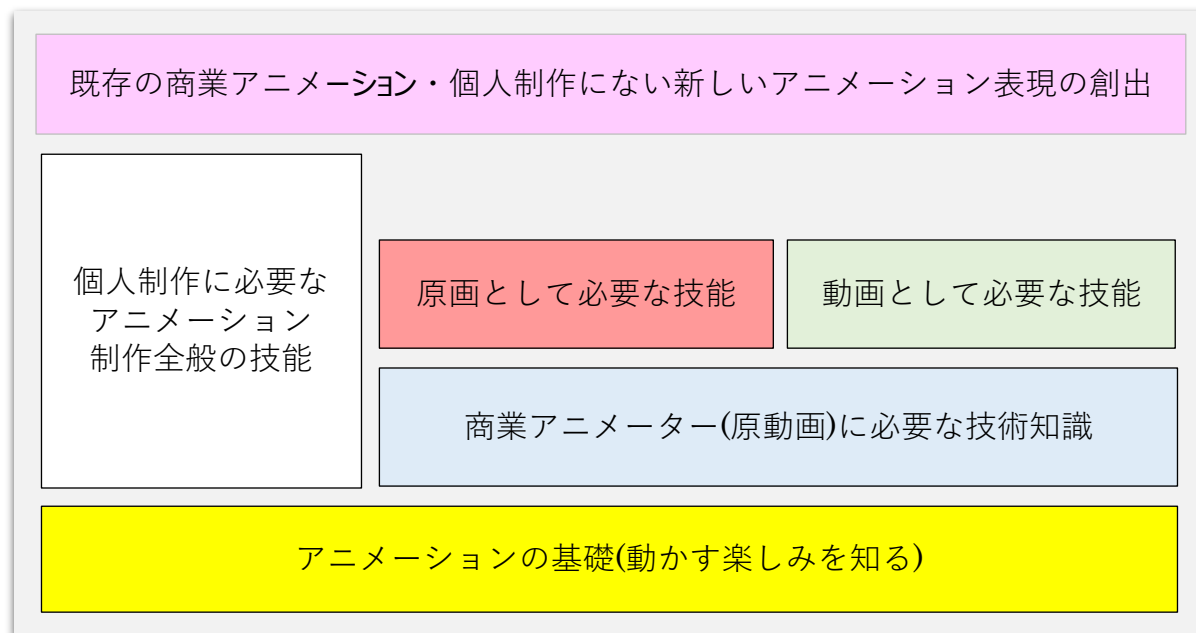 既存の商業アニメーション・個人制作にない新しいアニメーション表現の創出
個人制作に必要な
アニメーション
制作全般の技能
原画として必要な技能
動画として必要な技能
商業アニメーター(原動画)に必要な技術知識
アニメーションの基礎(動かす楽しみを知る)